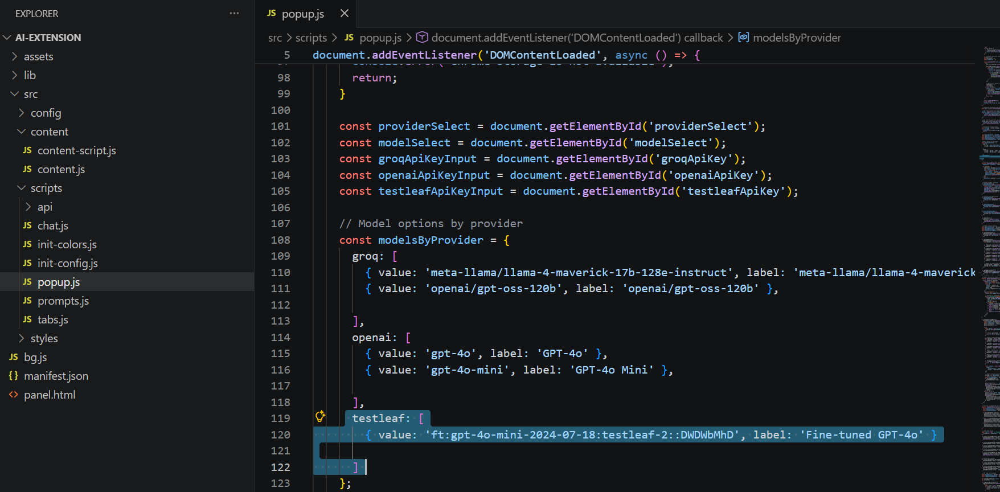 EXPLORER
···
AI-EXTENSION
assets
lib
src
config
content
JS content-script.js
JS content.js
scripts
api
JS chat.js
JS init-colors.js
JS init-config.js
JS popup.js
JS prompts.js
JS tabs.js
styles
JS bg.js
{} manifest.json
<> panel.html
JS popup.js
src > scripts > JS popup.js > document.addEventListener('DOMContentLoaded') callback > modelsByProvider
5 document.addEventListener('DOMContentLoaded', async () => {
98 return;
99 }
100
101 const providerSelect = document.getElementById('providerSelect');
102 const modelSelect = document.getElementById('modelSelect');
103 const groqApiKeyInput = document.getElementById('groqApiKey');
104 const openaiApiKeyInput = document.getElementById('openaiApiKey');
105 const testleafApiKeyInput = document.getElementById('testleafApiKey');
106
107 // Model options by provider
108 const modelsByProvider = {
109 groq: [
110 { value: 'meta-llama/llama-4-maverick-17b-128e-instruct', label: 'meta-llama/llama-4-maverick
111 { value: 'openai/gpt-oss-120b', label: 'openai/gpt-oss-120b' },
112
113 ],
114 openai: [
115 { value: 'gpt-4o', label: 'GPT-4o' },
116 { value: 'gpt-4o-mini', label: 'GPT-4o Mini' },
117
118 ],
119 testleaf: [
120 { value: 'ft:gpt-4o-mini-2024-07-18:testleaf-2::DWDWbMhD', label: 'Fine-tuned GPT-4o' }
121
122 ]
123 };